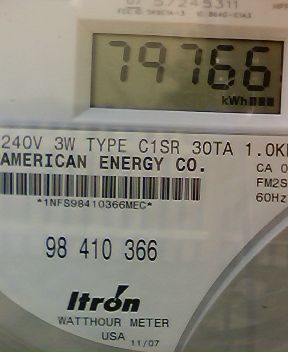 79766
kWh
240V 3W TYPE C1SR 30TA 1.0K
AMERICAN ENERGY CO.
CA 0
FM2S
60Hz
*1NFS98410366MEC*
98 410 366
Itron
WATTHOUR METER
USA 11/07